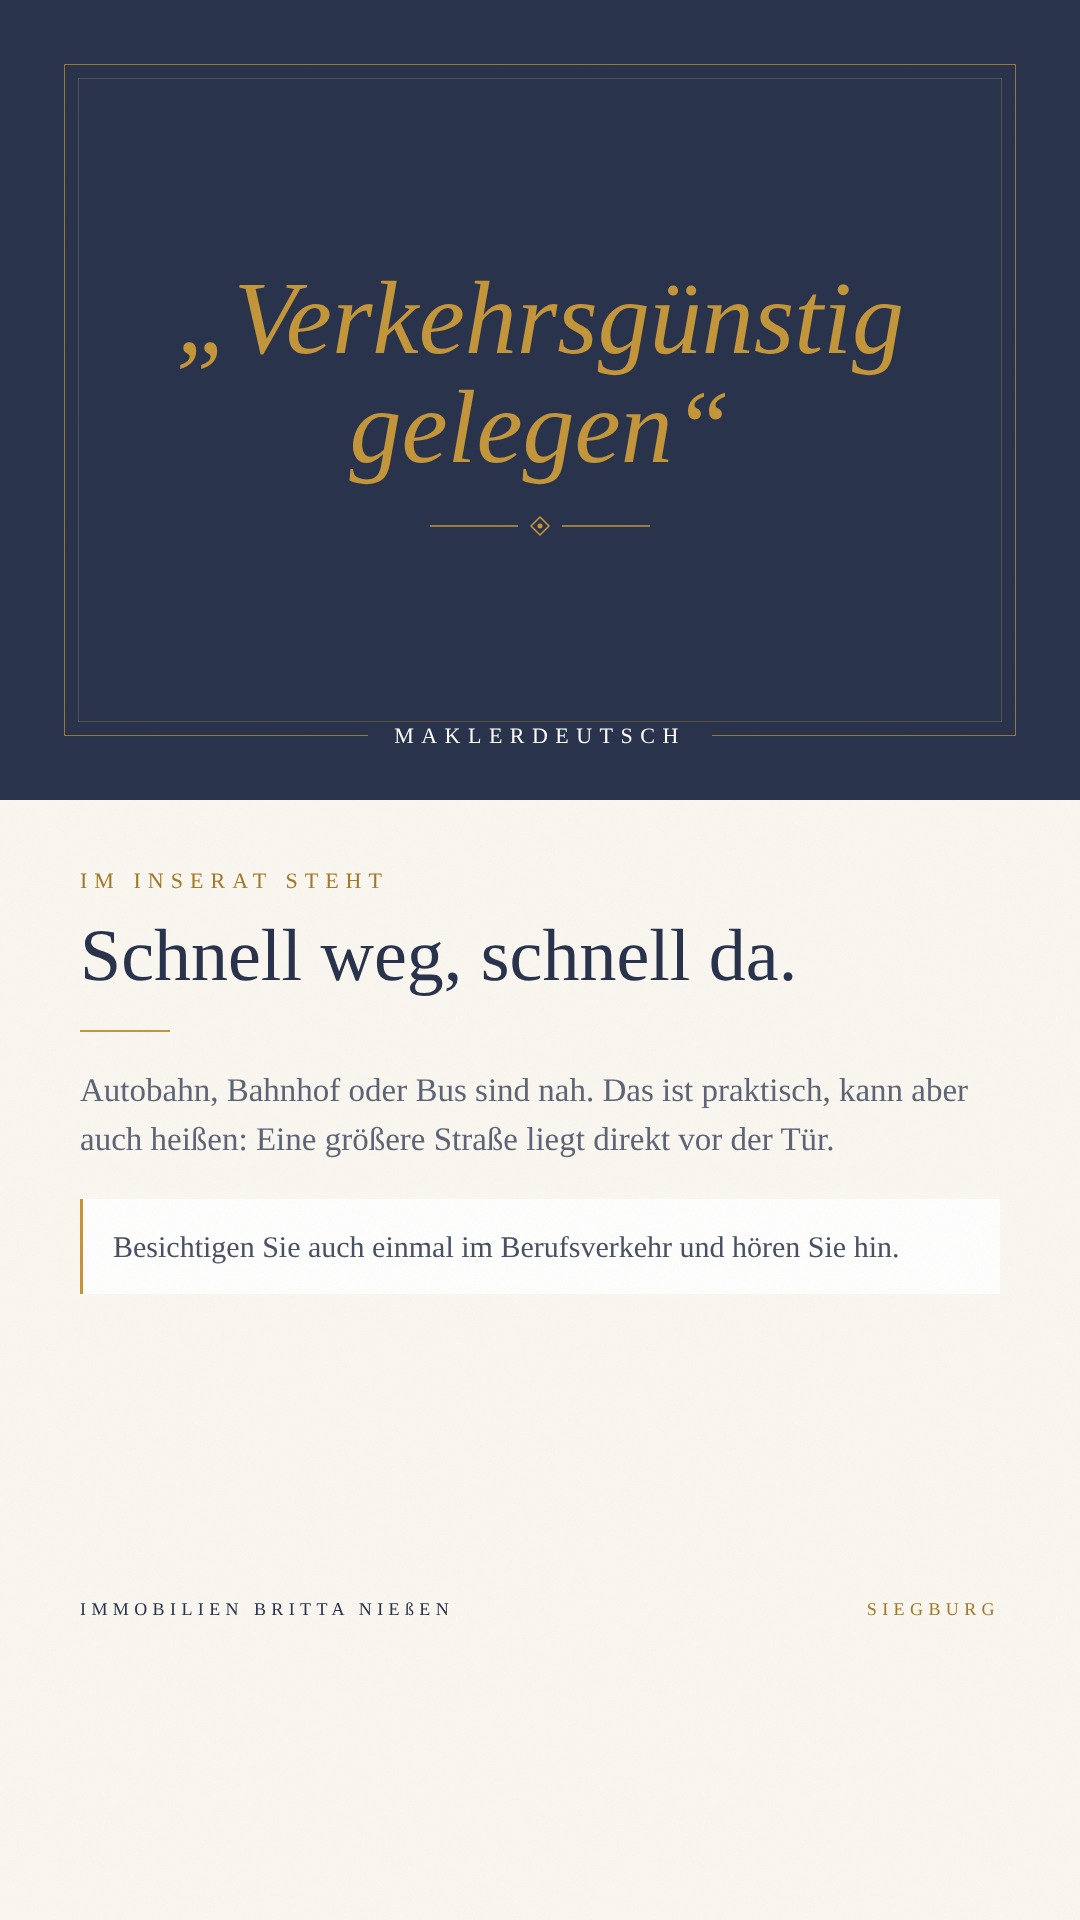 „Verkehrsgünstig
gelegen“
MAKLERDEUTSCH
IM INSERAT STEHT
Schnell weg, schnell da.
Autobahn, Bahnhof oder Bus sind nah. Das ist praktisch, kann aber
auch heißen: Eine größere Straße liegt direkt vor der Tür.
Besichtigen Sie auch einmal im Berufsverkehr und hören Sie hin.
IMMOBILIEN BRITTA NIEßEN
SIEGBURG